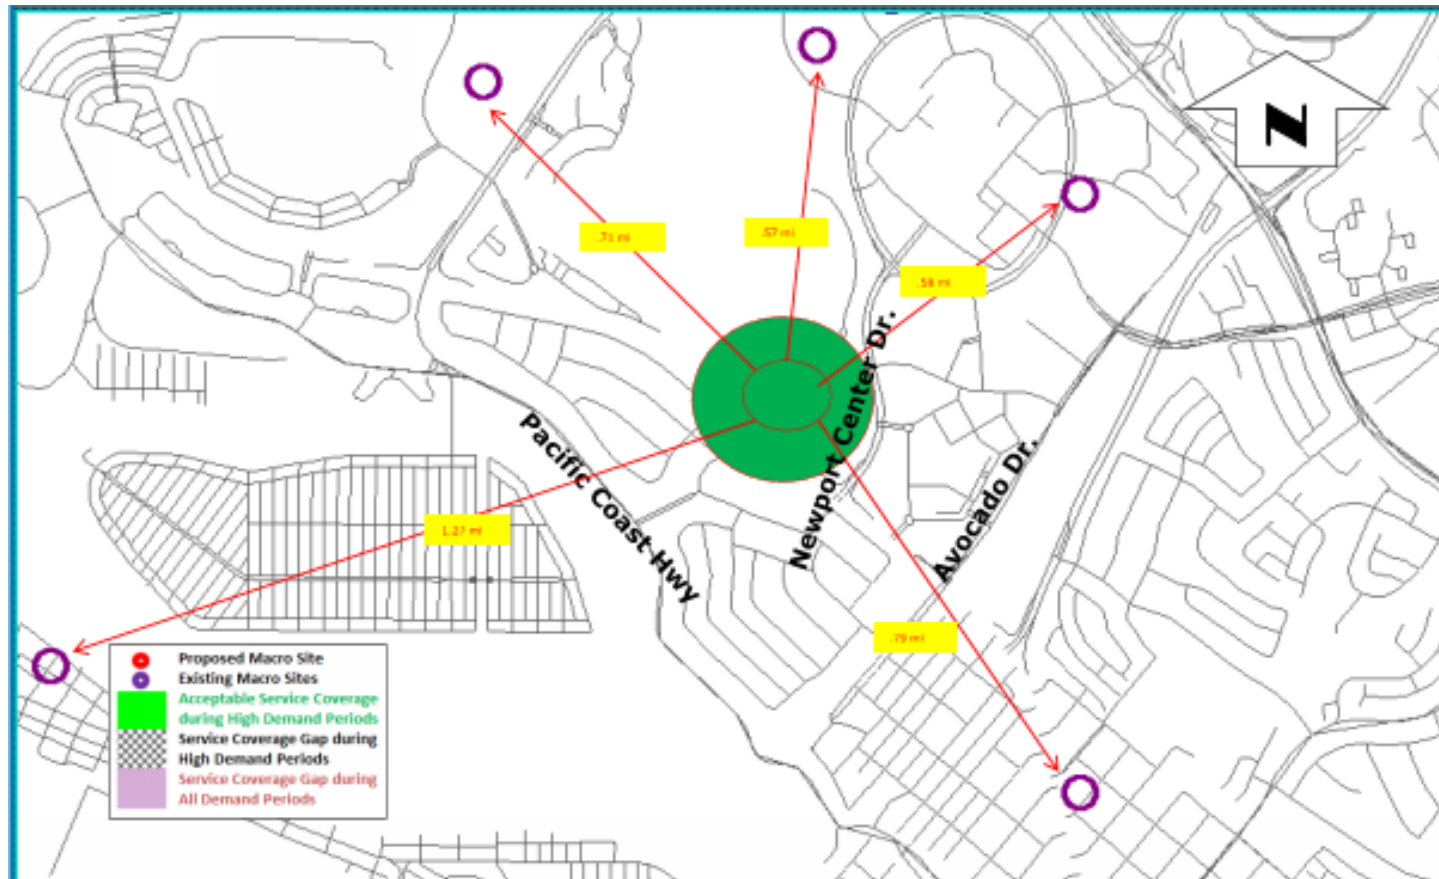 N
.71 mi
.57 mi
.56 mi
Newport Center Dr.
Pacific Coast Hwy
Avocado Dr.
1.27 mi
.79 mi
Proposed Macro Site
Existing Macro Sites
Acceptable Service Coverage
during High Demand Periods
Service Coverage Gap during
High Demand Periods
Service Coverage Gap during
All Demand Periods